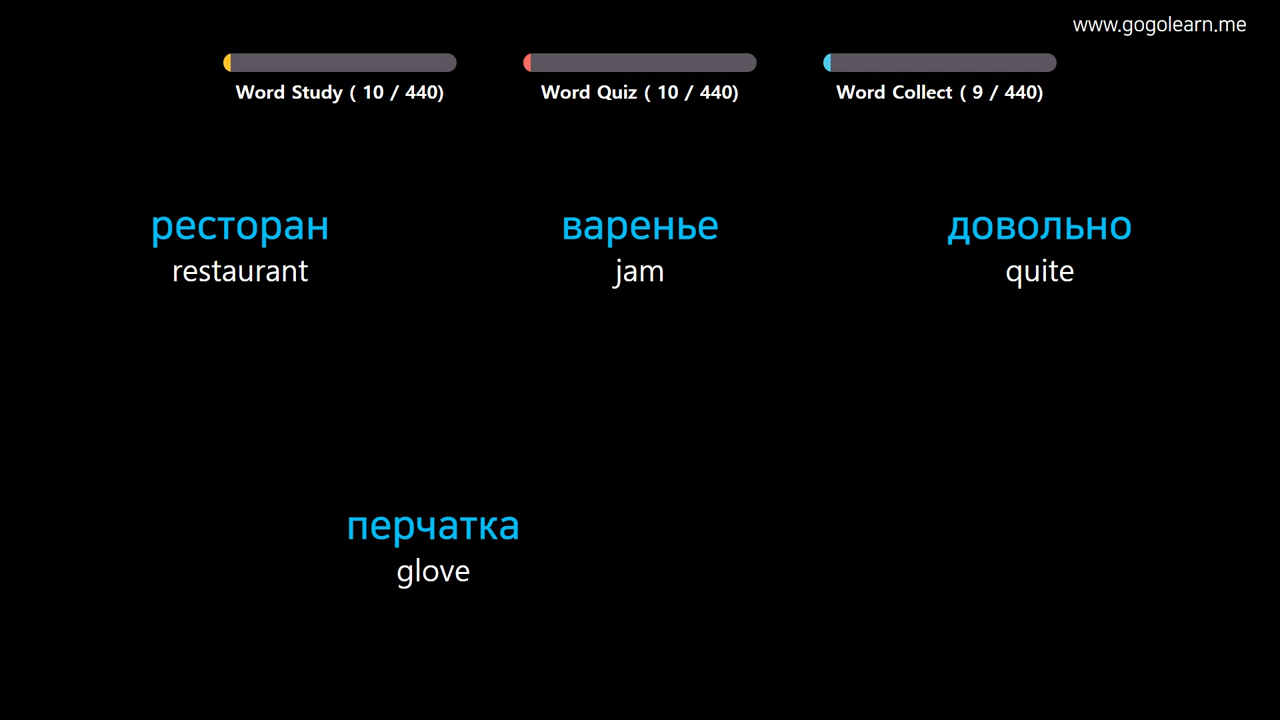 www.gogolearn.me
Word Study ( 10 / 440)
Word Quiz ( 10 / 440)
Word Collect ( 9 / 440)
ресторан
restaurant
варенье
jam
довольно
quite
перчатка
glove